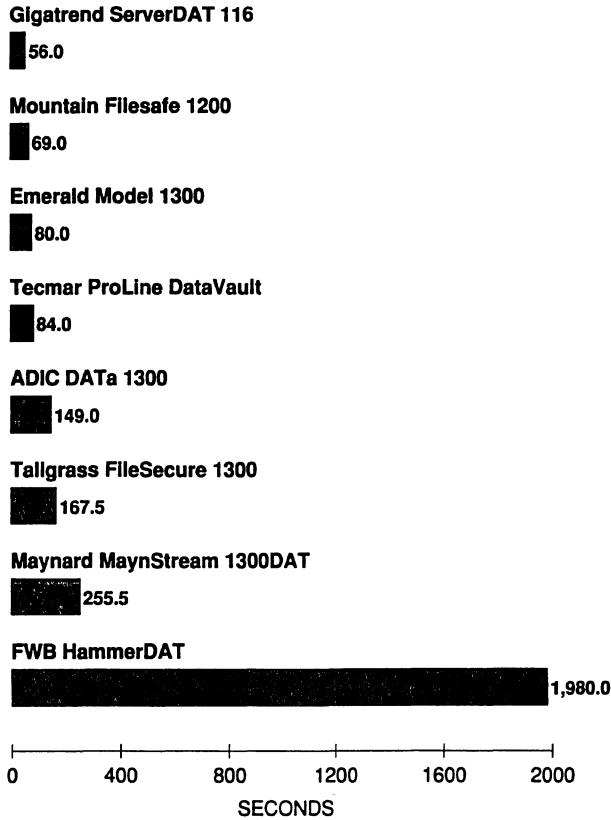 Gigatrend ServerDAT 116
56.0
Mountain Filesafe 1200
69.0
Emerald Model 1300
80.0
Tecmar ProLine DataVault
84.0
ADIC DATa 1300
149.0
Tallgrass FileSecure 1300
167.5
Maynard MaynStream 1300DAT
255.5
FWB HammerDAT
1,980.0
0 400 800 1200 1600 2000
SECONDS